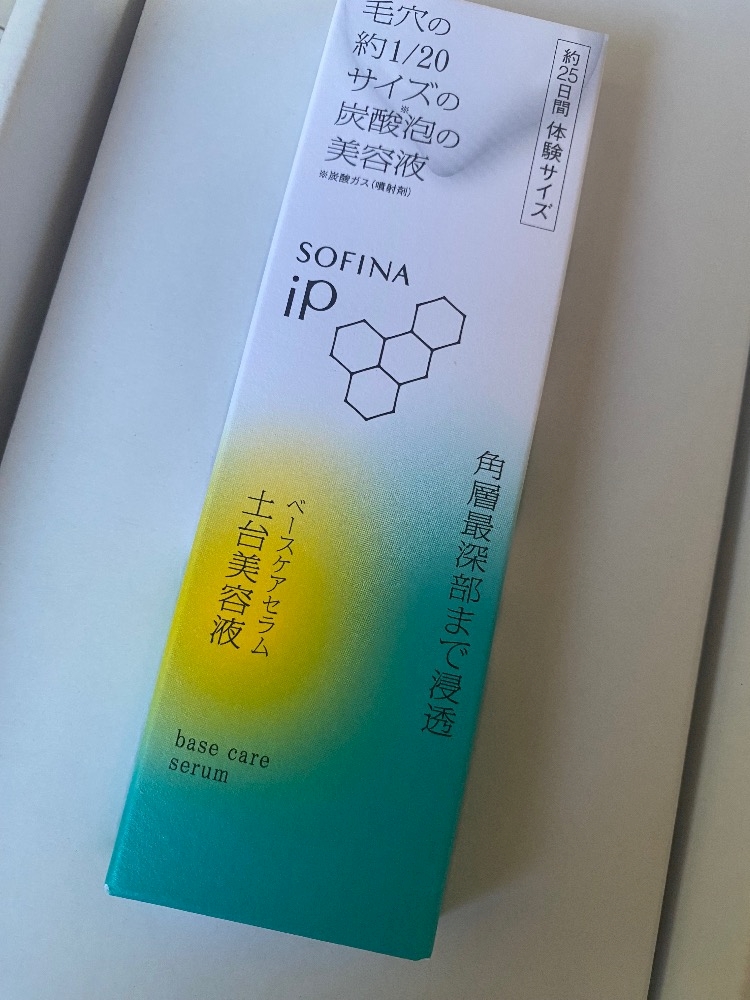 毛穴の
約1/20
サイズの
炭酸※泡の
美容液
※炭酸ガス(噴射剤)
約25日間 体験サイズ
SOFINA
iP
角層最深部まで浸透
ベースケアセラム
土台美容液
base care
serum